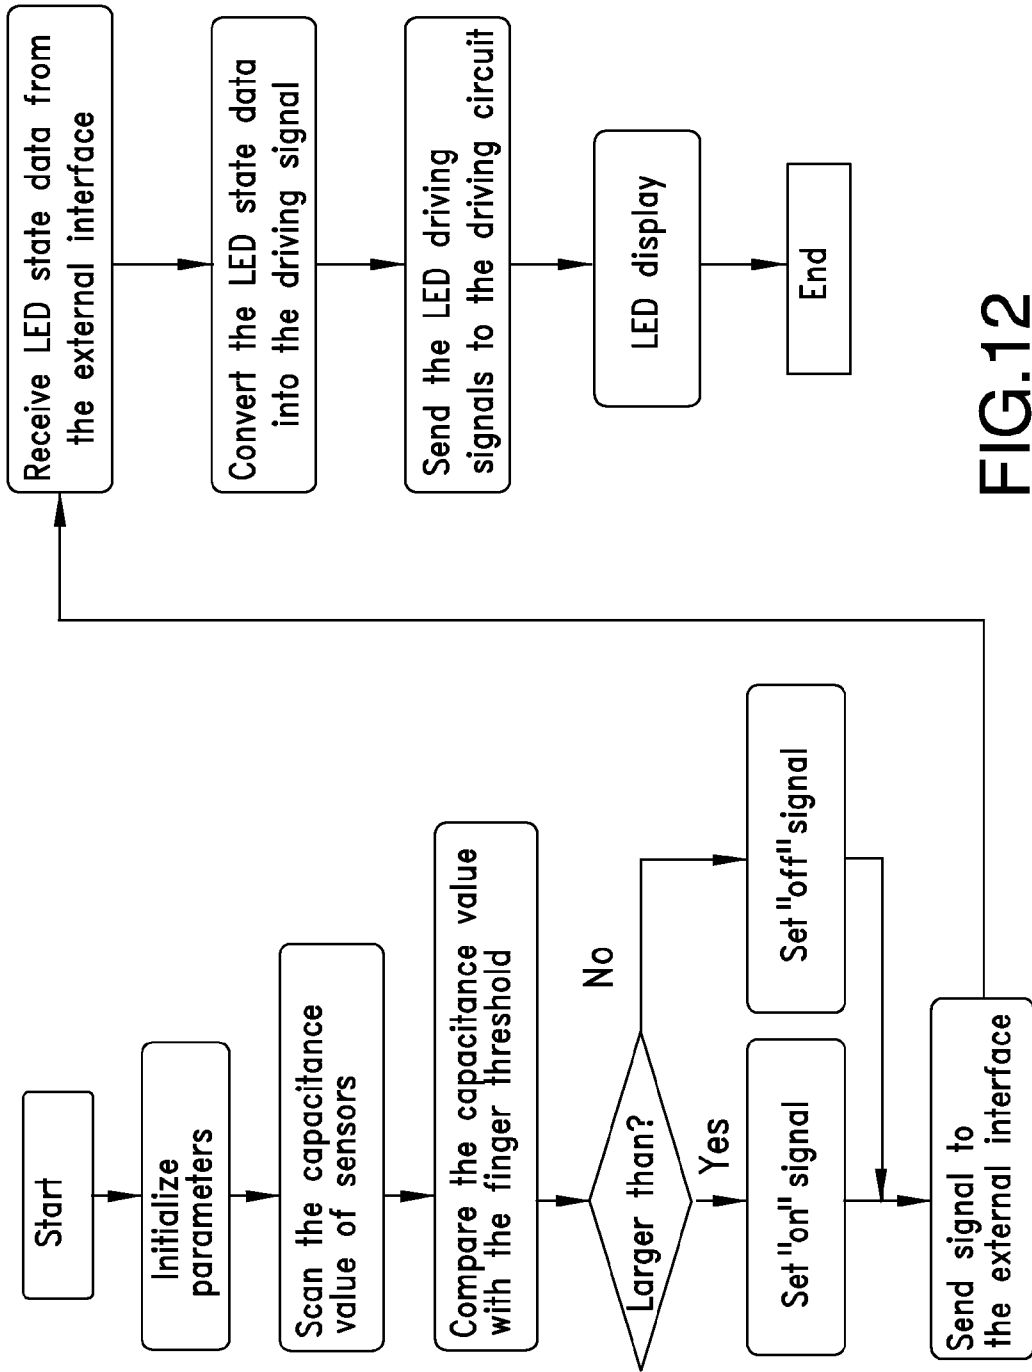 Start
Initialize
parameters
Scan the capacitance
value of sensors
Compare the capacitance value
with the finger threshold
Larger than?
No
Yes
Set "on" signal
Set "off" signal
Send signal to
the external interface
Receive LED state data from
the external interface
Convert the LED state data
into the driving signal
Send the LED driving
signals to the driving circuit
LED display
End
FIG.12